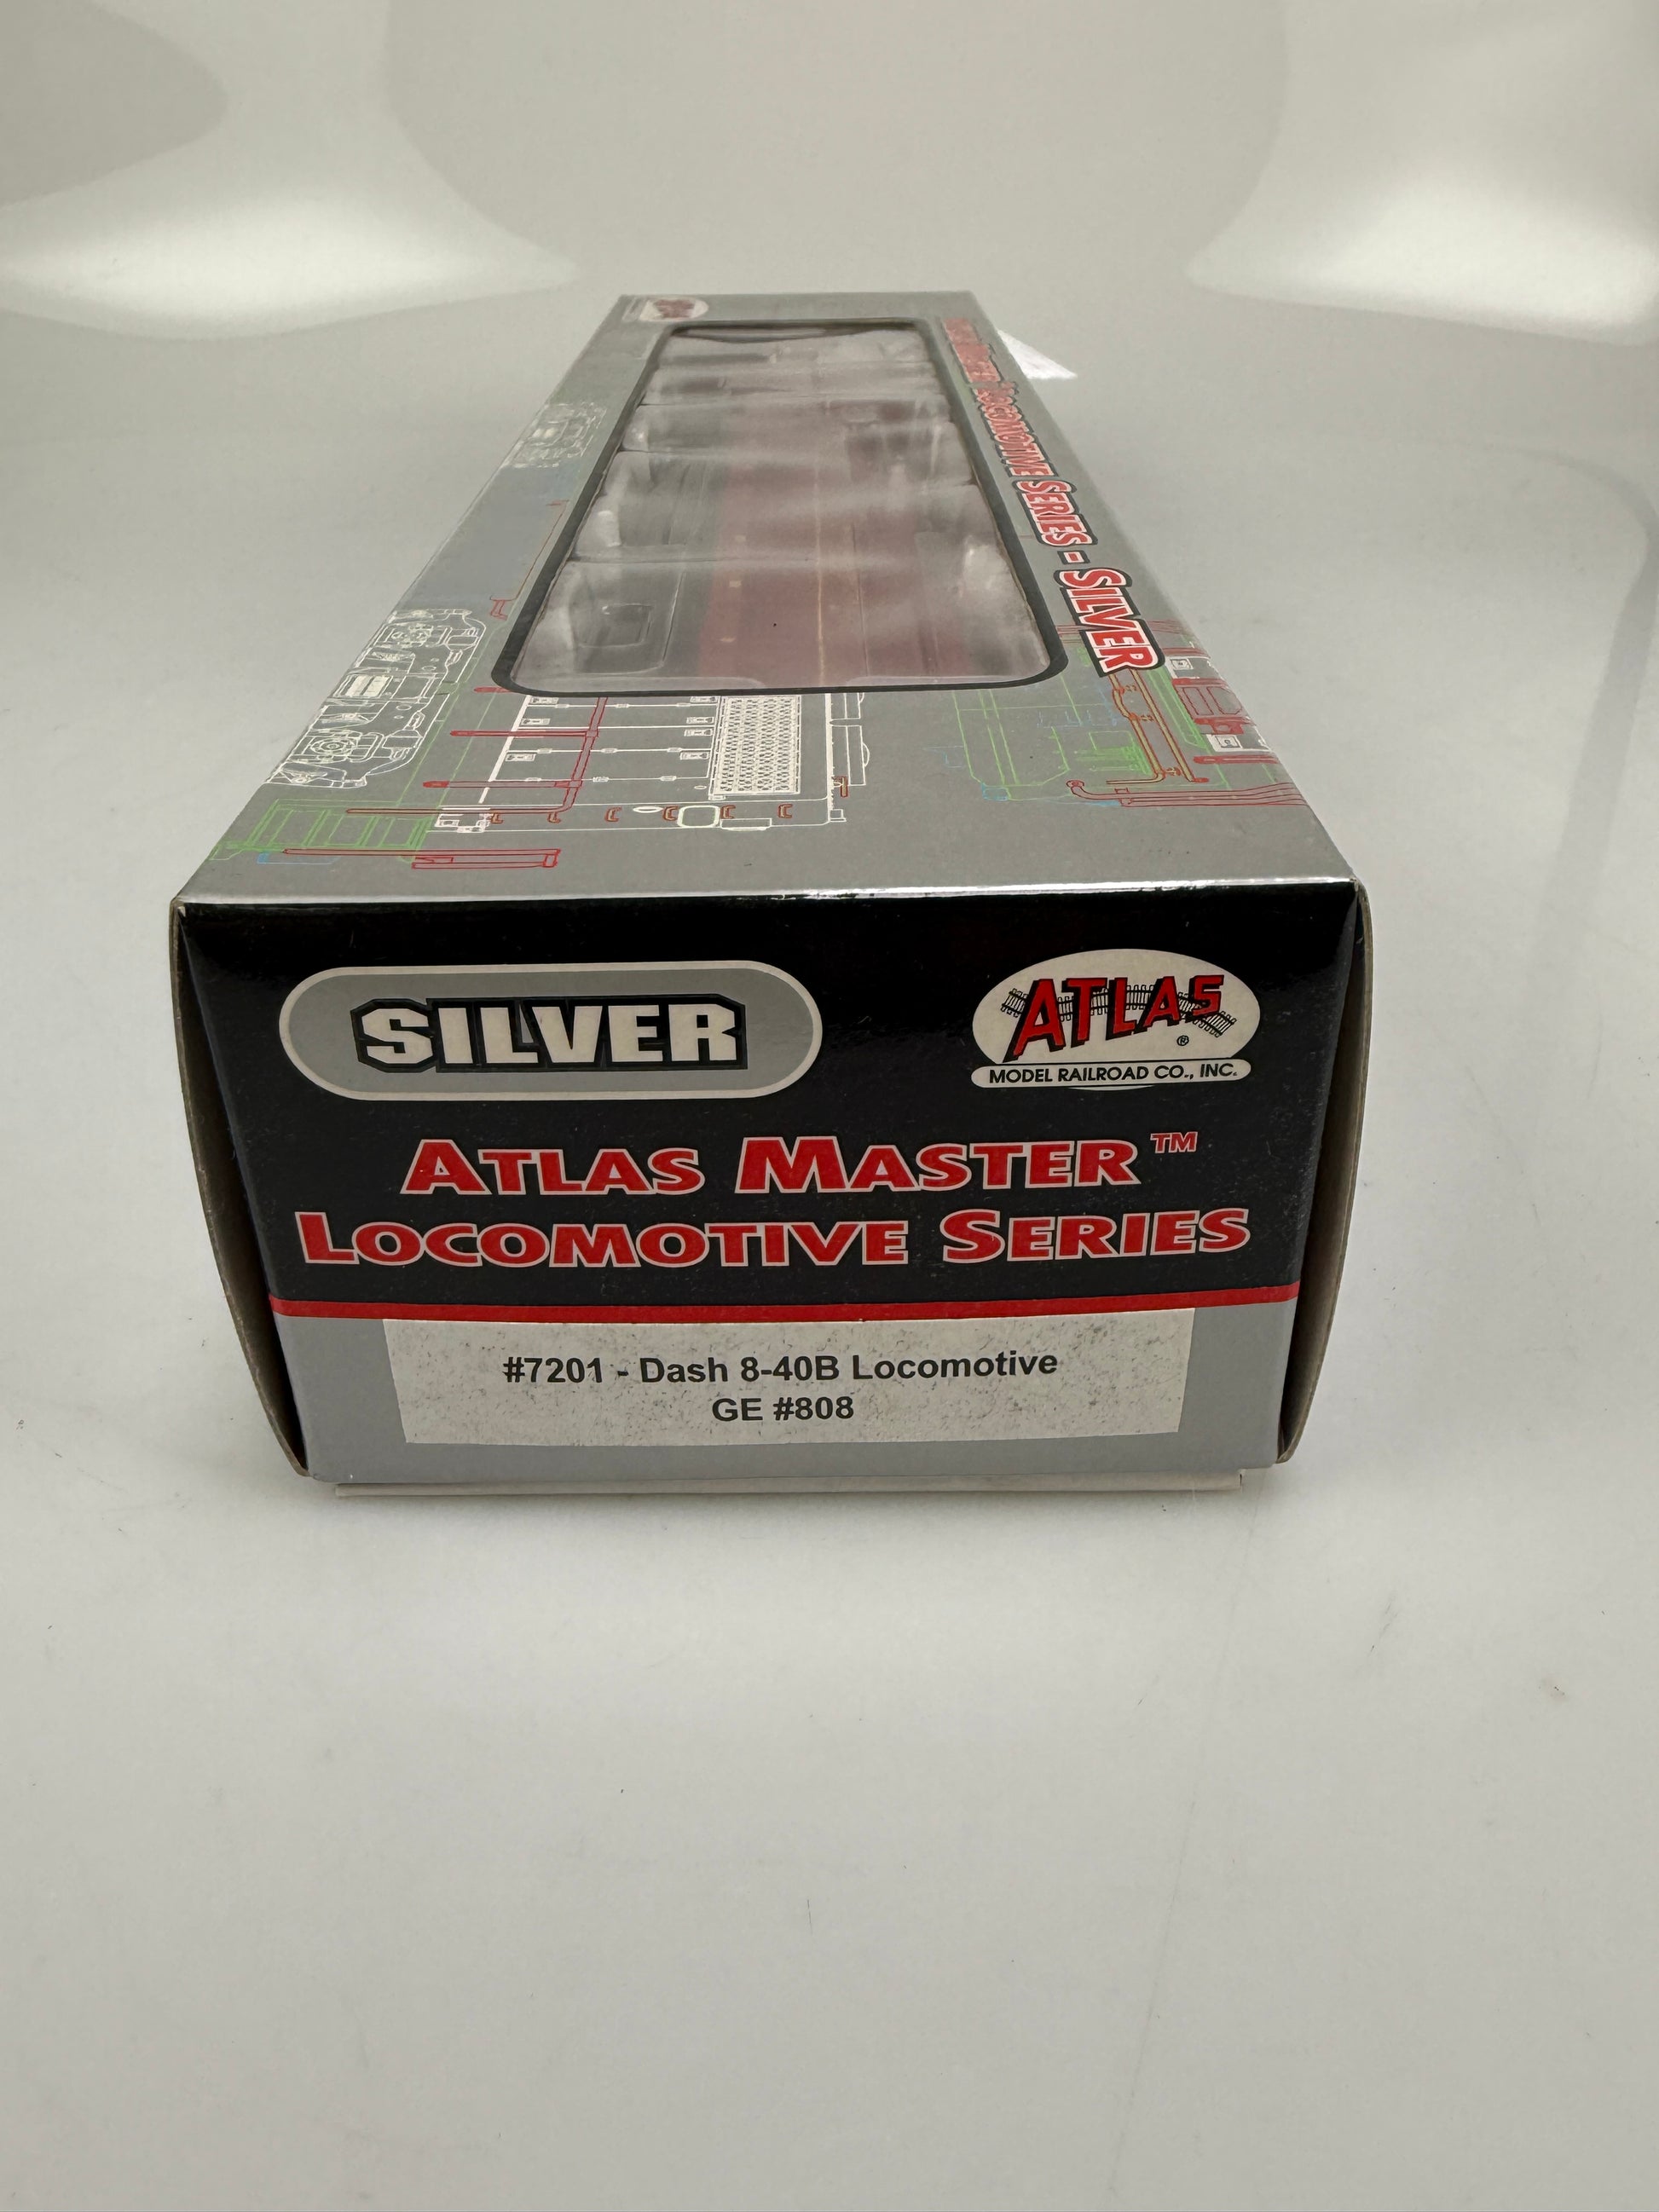 ATLAS MASTER LOCOMOTIVE SERIES - SILVER
SILVER
ATLAS
®
MODEL RAILROAD CO., INC.
ATLAS MASTER™
LOCOMOTIVE SERIES
#7201 - Dash 8-40B Locomotive
GE #808